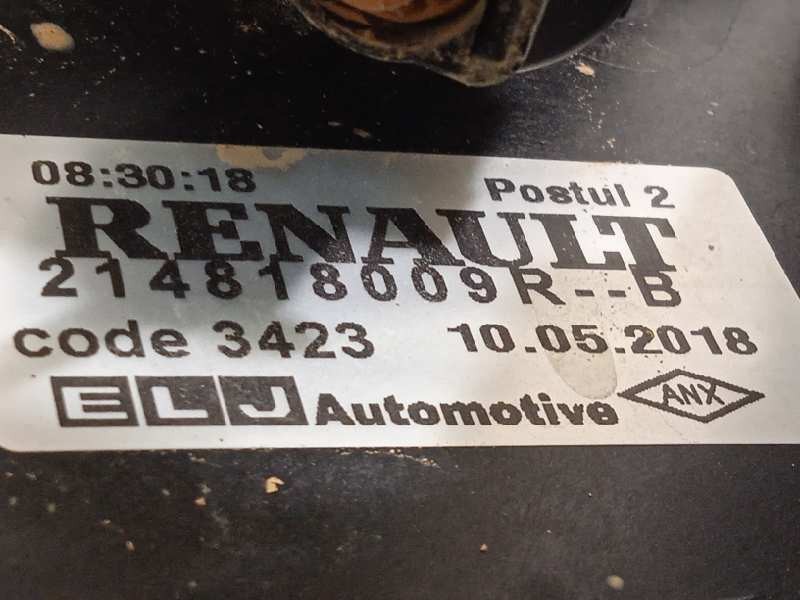 08:30:18 Postul 2
RENAULT
214818009R--B
code 3423 10.05.2018
ELJ Automotive ANX